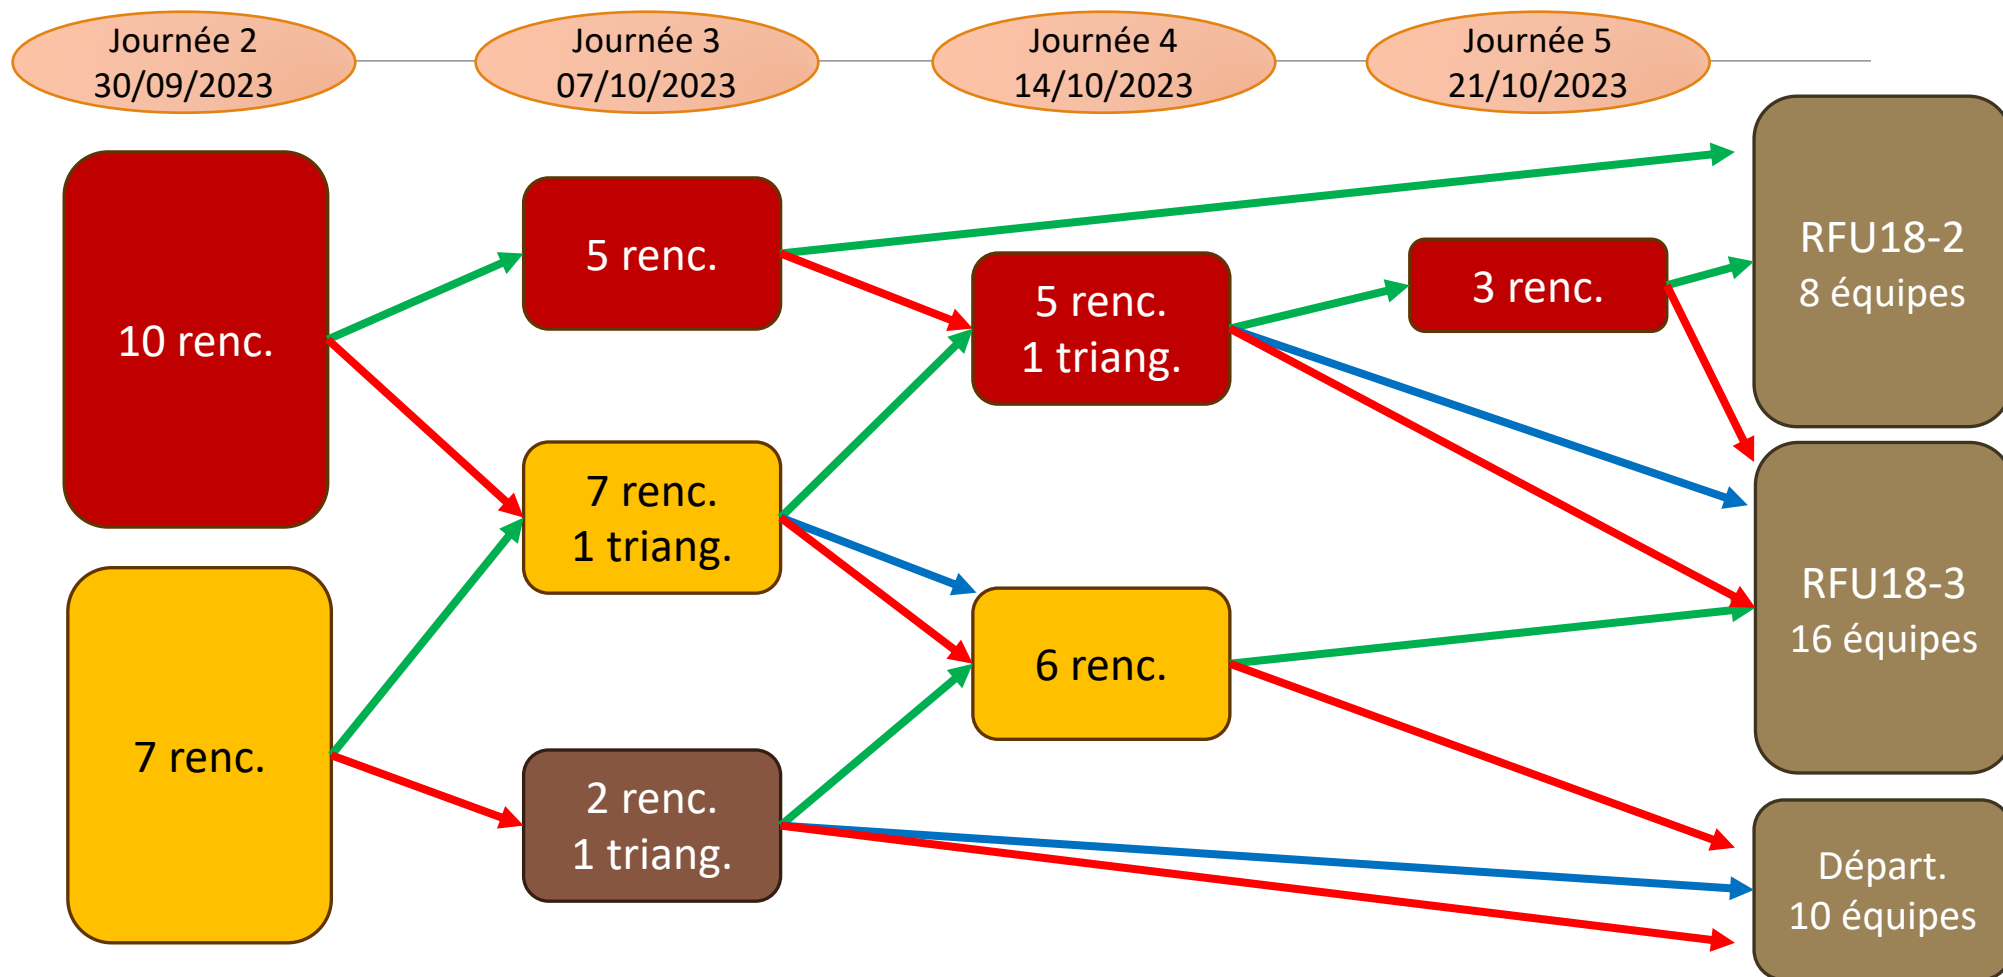 Journée 2
30/09/2023
Journée 3
07/10/2023
Journée 4
14/10/2023
Journée 5
21/10/2023
10 renc.
7 renc.
5 renc.
7 renc.
1 triang.
2 renc.
1 triang.
5 renc.
1 triang.
6 renc.
3 renc.
RFU18-2
8 équipes
RFU18-3
16 équipes
Départ.
10 équipes